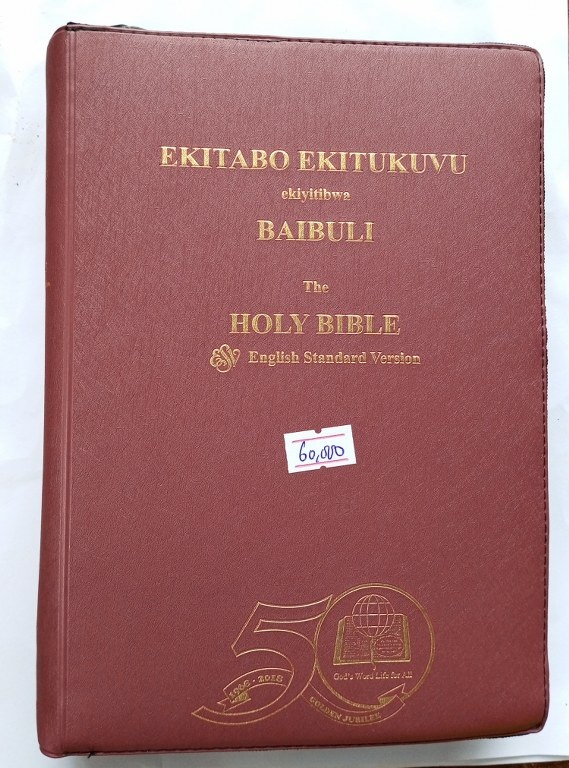 EKITABO EKITUKUVU
ekiyitibwa
BAIBULI
The
HOLY BIBLE
ESV English Standard Version
60,000
50
God's Word Life for All
1968 - 2018
GOLDEN JUBILEE